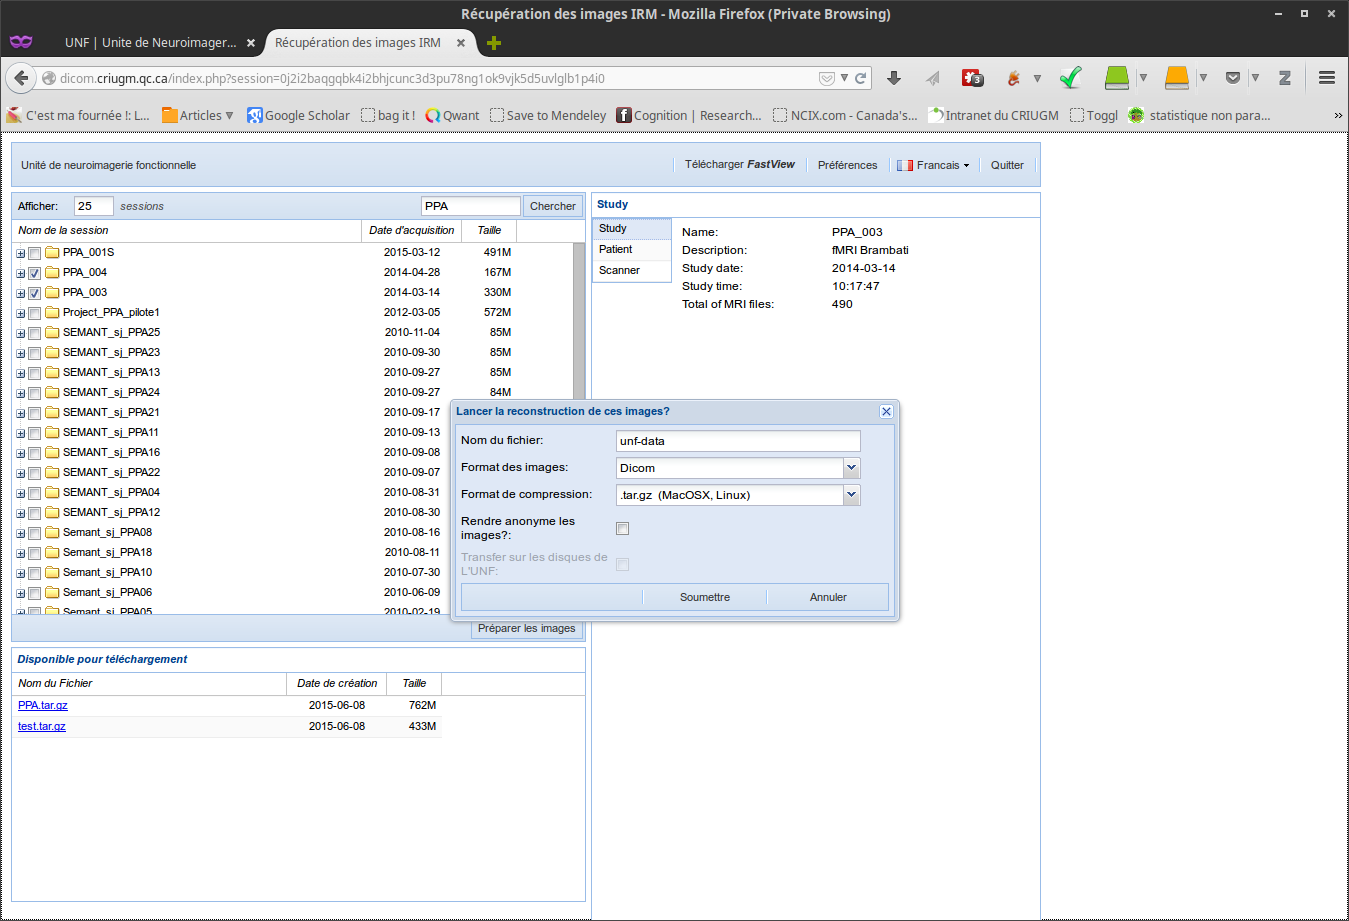 Récupération des images IRM - Mozilla Firefox (Private Browsing)
UNF | Unite de Neuroimager...
Récupération des images IRM
dicom.criugm.qc.ca/index.php?session=0j2i2baqgqbk4i2bhjcunc3d3pu78ng1ok9vjk5d5uvlglb1p4i0
3
Z
C'est ma fournée !: L...
Articles
Google Scholar
bag it !
Qwant
Save to Mendeley
Cognition | Research...
NCIX.com - Canada's...
Intranet du CRIUGM
Toggl
statistique non para...
»
Unité de neuroimagerie fonctionnelle
Télécharger FastView
Préférences
Francais
Quitter
Afficher: 25 sessions
PPA
Chercher
Nom de la session Date d'acquisition Taille
PPA_001S 2015-03-12 491M
PPA_004 2014-04-28 167M
PPA_003 2014-03-14 330M
Project_PPA_pilote1 2012-03-05 572M
SEMANT_sj_PPA25 2010-11-04 85M
SEMANT_sj_PPA23 2010-09-30 85M
SEMANT_sj_PPA13 2010-09-27 85M
SEMANT_sj_PPA24 2010-09-27 84M
SEMANT_sj_PPA21 2010-09-17
SEMANT_sj_PPA11 2010-09-13
SEMANT_sj_PPA16 2010-09-08
SEMANT_sj_PPA22 2010-09-07
SEMANT_sj_PPA04 2010-08-31
SEMANT_sj_PPA12 2010-08-30
Semant_sj_PPA08 2010-08-16
Semant_sj_PPA18 2010-08-11
Semant_sj_PPA10 2010-07-30
Semant_sj_PPA06 2010-06-09
Semant_sj_PPA05 2010-02-19
Préparer les images
Study
Study
Patient
Scanner
Name: PPA_003
Description: fMRI Brambati
Study date: 2014-03-14
Study time: 10:17:47
Total of MRI files: 490
Lancer la reconstruction de ces images?
Nom du fichier: unf-data
Format des images: Dicom
Format de compression: .tar.gz (MacOSX, Linux)
Rendre anonyme les
images?:
Transfer sur les disques de
L'UNF:
Soumettre
Annuler
Disponible pour téléchargement
Nom du Fichier Date de création Taille
PPA.tar.gz 2015-06-08 762M
test.tar.gz 2015-06-08 433M